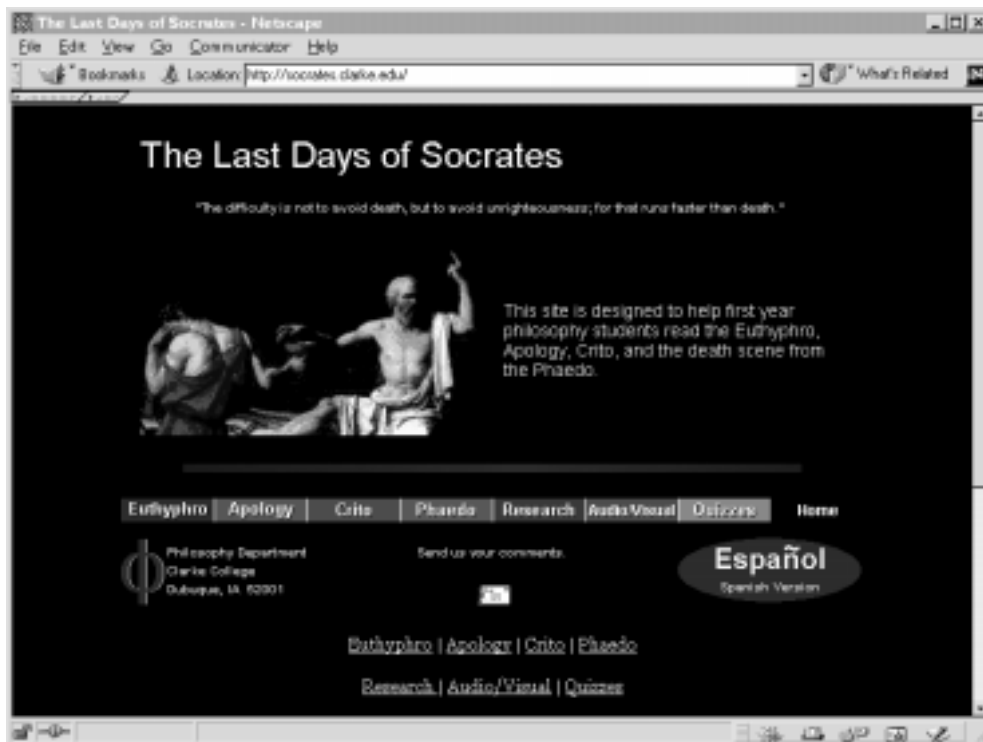 The Last Days of Socrates - Netscape
File Edit View Go Communicator Help
Bookmarks Location: http://socrates.clarke.edu/ What's Related
The Last Days of Socrates
"The difficulty is not to avoid death, but to avoid unrighteousness; for that runs faster than death."
This site is designed to help first year
philosophy students read the Euthyphro,
Apology, Crito, and the death scene from
the Phaedo.
Euthyphro Apology Crito Phaedo Research Audio/Visual Quizzes Home
Philosophy Department
Clarke College
Dubuque, IA 52001
Send us your comments.
Español
Spanish Version
Euthyphro | Apology | Crito | Phaedo
Research | Audio/Visual | Quizzes